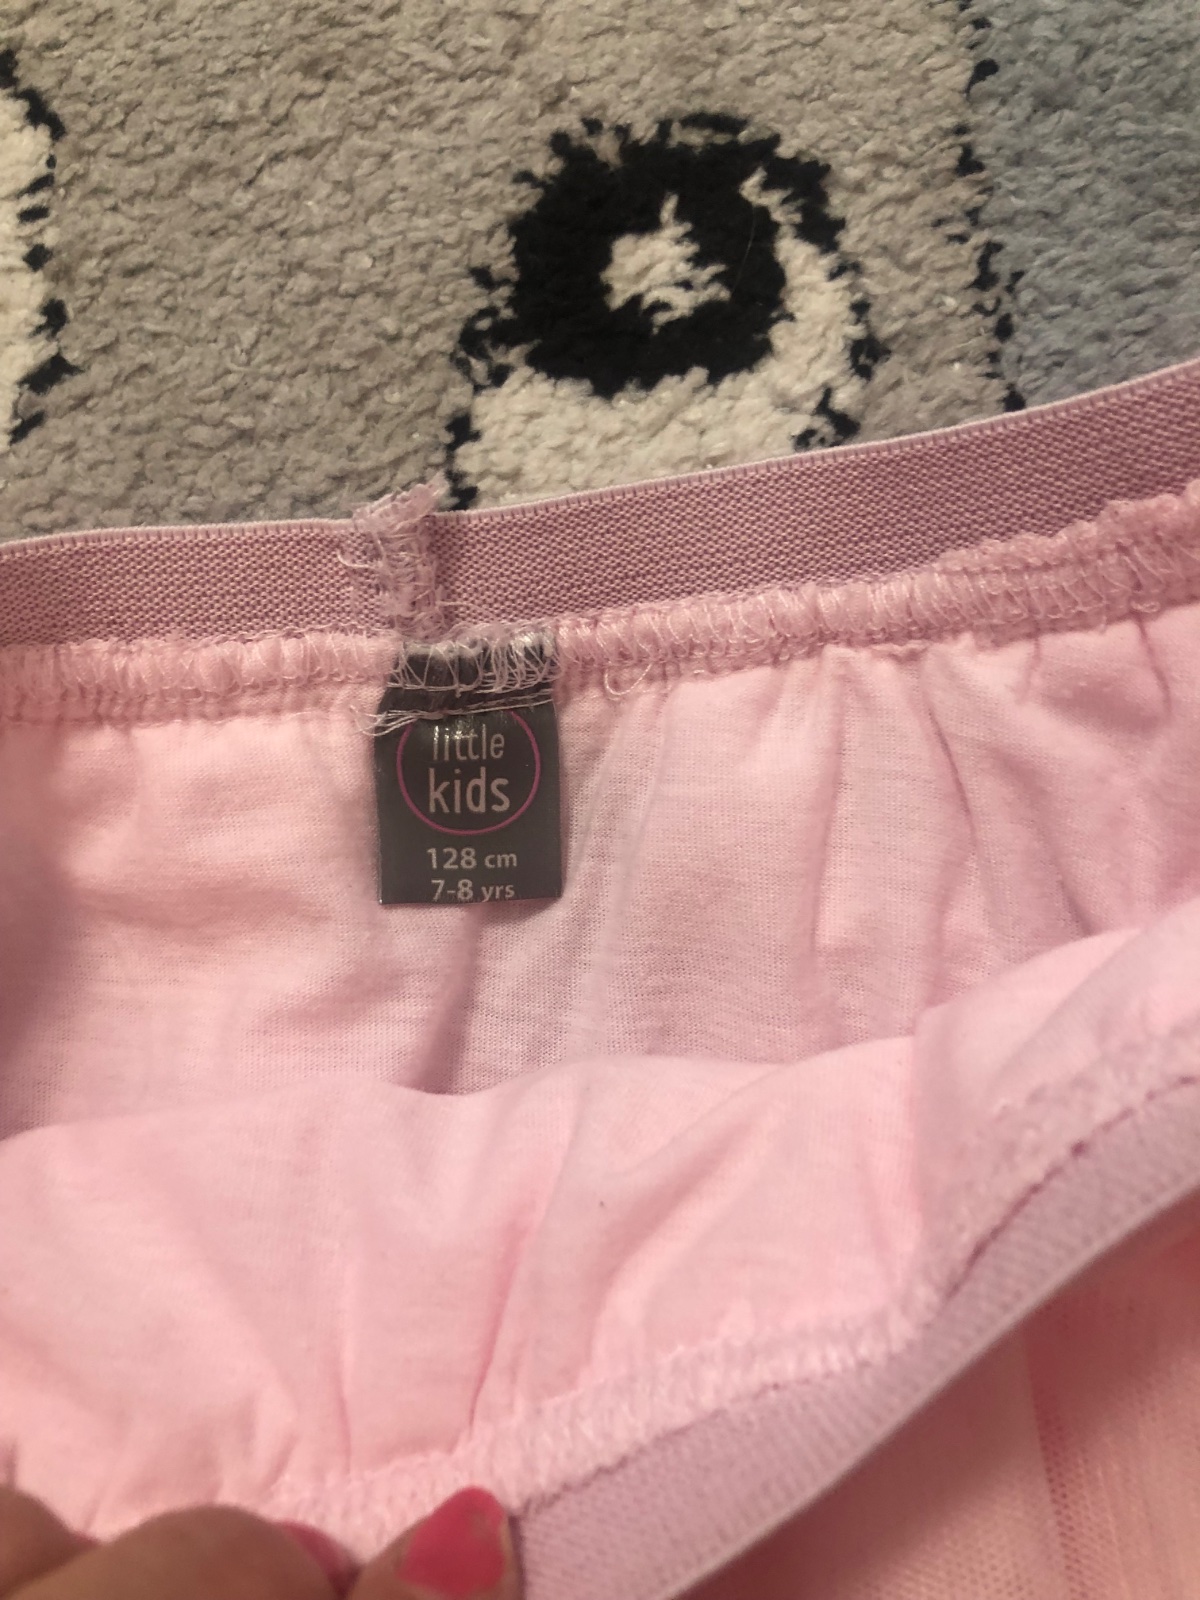 little
kids
128 cm
7-8 yrs